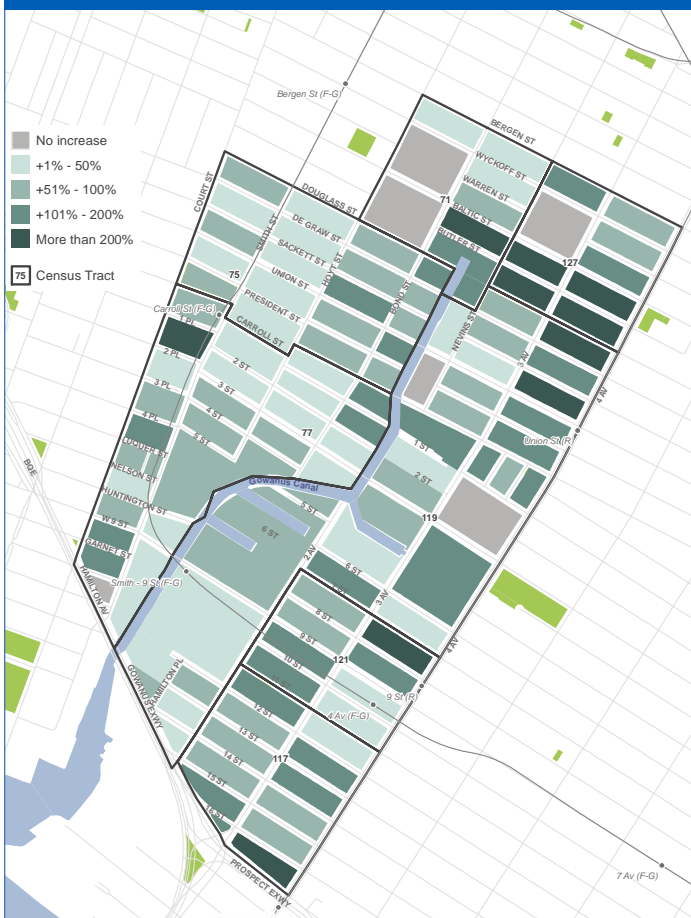 No increase
+1% - 50%
+51% - 100%
+101% - 200%
More than 200%
75 Census Tract
Bergen St (F-G)
BERGEN ST
WYCKOFF ST
WARREN ST
71
BALTIC ST
BUTLER ST
127
COURT ST
DOUGLASS ST
SMITH ST
DE GRAW ST
SACKETT ST
HOYT ST
UNION ST
75
BOND ST
PRESIDENT ST
CARROLL ST
Carroll St (F-G)
1 PL
2 PL
3 PL
4 PL
LUQUER ST
NELSON ST
HUNTINGTON ST
W 9 ST
GARNET ST
HAMILTON AV
BQE
NEVINS ST
3 AV
4 AV
Union St (R)
2 ST
3 ST
4 ST
5 ST
77
1 ST
2 ST
Gowanus Canal
5 ST
6 ST
2 AV
119
6 ST
3 AV
4 AV
7 ST
8 ST
9 ST
10 ST
11 ST
121
Smith - 9 St (F-G)
9 St (R)
4 Av (F-G)
HAMILTON PL
GOWANUS EXWY
12 ST
13 ST
14 ST
15 ST
16 ST
117
PROSPECT EXWY
7 Av (F-G)